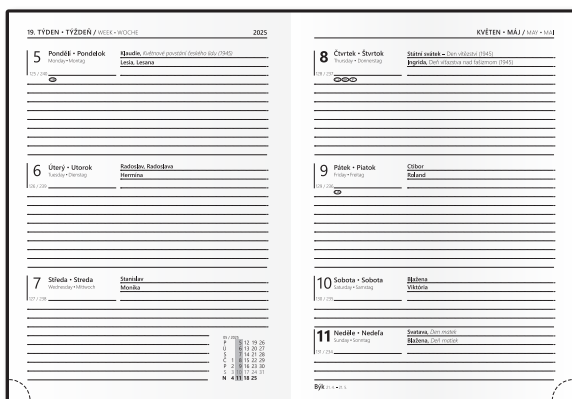 19. TÝDEN • TÝŽDEŇ / WEEK • WOCHE 2025
5 Pondělí • Pondelok
Monday • Montag
125 / 240
Klaudie, Květnové povstání českého lidu (1945)
Lesia, Lesana
6 Úterý • Utorok
Tuesday • Dienstag
126 / 239
Radoslav, Radoslava
Hermína
7 Středa • Streda
Wednesday • Mittwoch
127 / 238
Stanislav
Monika
05 / 2025
P 5 12 19 26
Ú 6 13 20 27
S 7 14 21 28
Č 1 8 15 22 29
P 2 9 16 23 30
S 3 10 17 24 31
N 4 11 18 25
KVĚTEN • MÁJ / MAY • MAI
8 Čtvrtek • Štvrtok
Thursday • Donnerstag
128 / 237
Státní svátek – Den vítězství (1945)
Ingrida, Deň víťazstva nad fašizmom (1945)
9 Pátek • Piatok
Friday • Freitag
129 / 236
Ctibor
Roland
10 Sobota • Sobota
Saturday • Samstag
130 / 235
Blažena
Viktória
11 Neděle • Nedeľa
Sunday • Sonntag
131 / 234
Svatava, Den matek
Blažena, Deň matiek
Býk